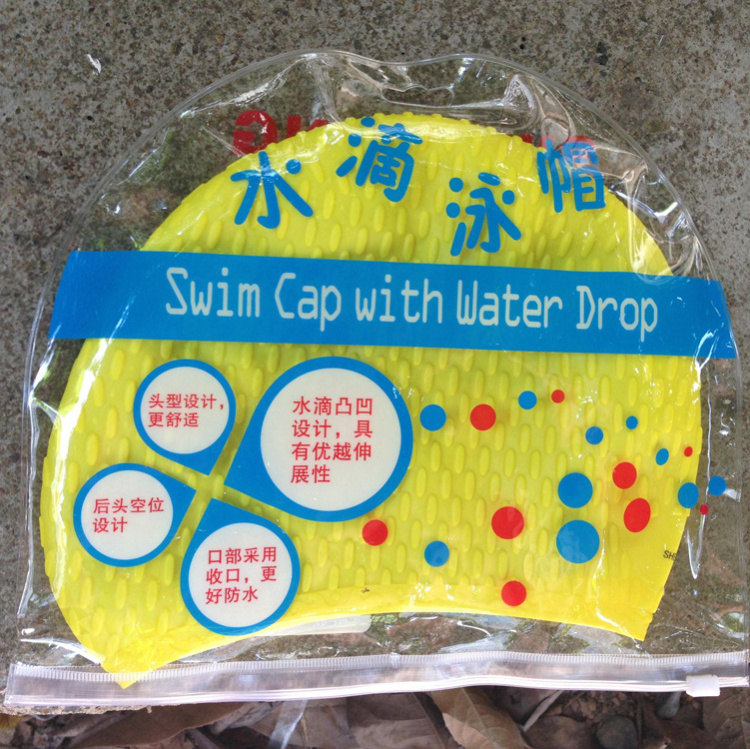 水滴泳帽
Swim Cap with Water Drop
头型设计，
更舒适
水滴凸凹
设计，具
有优越伸
展性
后头空位
设计
口部采用
收口，更
好防水